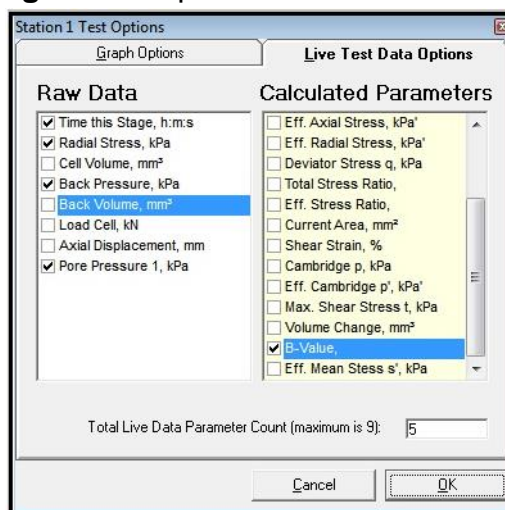 Station 1 Test Options
Graph Options
Live Test Data Options
Raw Data
Time this Stage, h:m:s
Radial Stress, kPa
Cell Volume, mm³
Back Pressure, kPa
Back Volume, mm³
Load Cell, kN
Axial Displacement, mm
Pore Pressure 1, kPa
Calculated Parameters
Eff. Axial Stress, kPa'
Eff. Radial Stress, kPa'
Deviator Stress q, kPa
Total Stress Ratio,
Eff. Stress Ratio,
Current Area, mm²
Shear Strain, %
Cambridge p, kPa
Eff. Cambridge p', kPa'
Max. Shear Stress t, kPa
Volume Change, mm³
B-Value,
Eff. Mean Stess s', kPa
Total Live Data Parameter Count (maximum is 9): 5
Cancel
OK